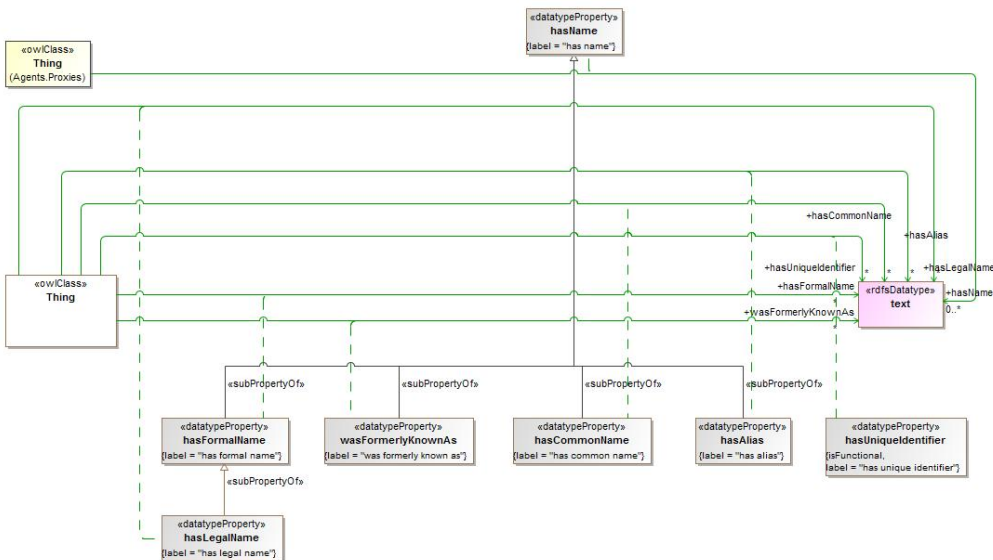 «datatypeProperty»
hasName
{label = "has name"}
«owlClass»
Thing
(Agents.Proxies)
+hasCommonName
+hasAlias
+hasUniqueIdentifier * * * * +hasLegalName
«owlClass»
Thing
+hasFormalName
«rdfsDatatype»
text
+hasName
*
0..*
+wasFormerlyKnownAs
*
«subPropertyOf» «subPropertyOf» «subPropertyOf» «subPropertyOf»
«datatypeProperty»
hasFormalName
{label = "has formal name"}
«datatypeProperty»
wasFormerlyKnownAs
{label = "was formerly known as"}
«datatypeProperty»
hasCommonName
{label = "has common name"}
«datatypeProperty»
hasAlias
{label = "has alias"}
«datatypeProperty»
hasUniqueIdentifier
{isFunctional,
label = "has unique identifier"}
«subPropertyOf»
«datatypeProperty»
hasLegalName
{label = "has legal name"}